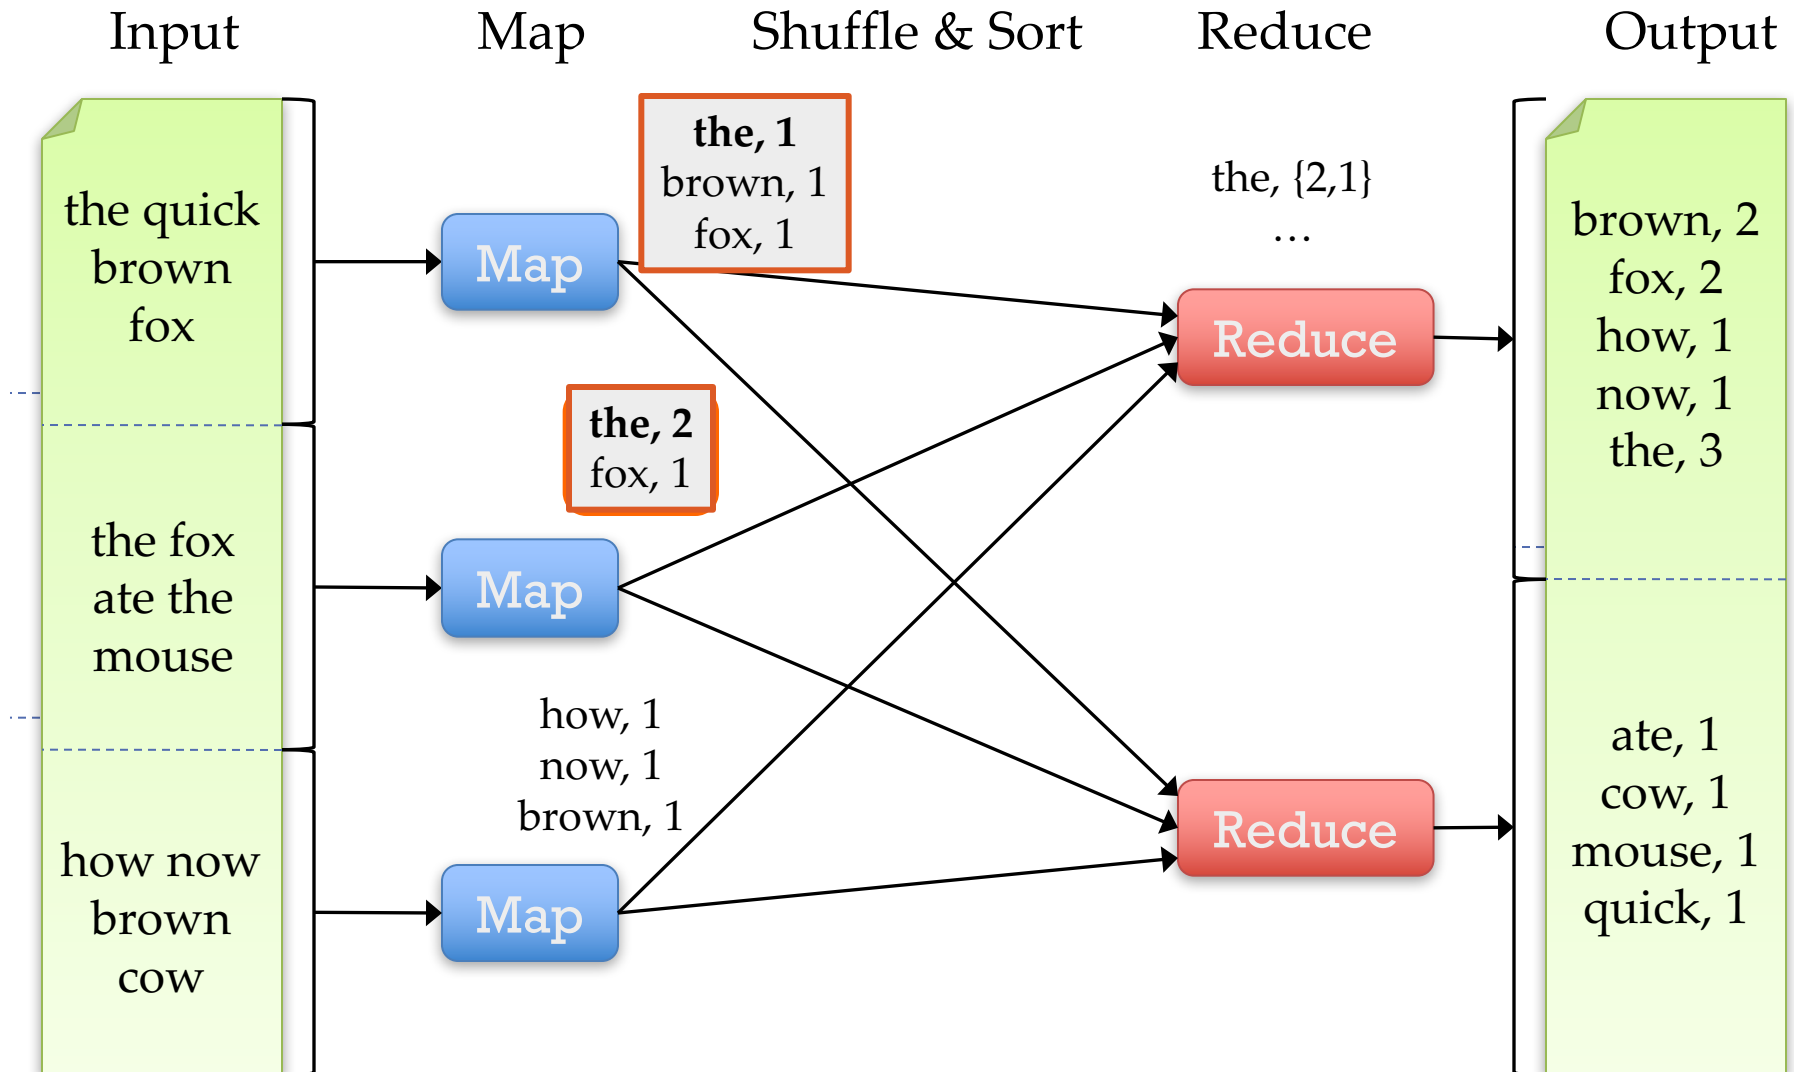 Input
Map
Shuffle & Sort
Reduce
Output
the quick
brown
fox
the fox
ate the
mouse
how now
brown
cow
Map
Map
Map
the, 1
brown, 1
fox, 1
the, 2
fox, 1
how, 1
now, 1
brown, 1
the, {2,1}
…
Reduce
Reduce
brown, 2
fox, 2
how, 1
now, 1
the, 3
ate, 1
cow, 1
mouse, 1
quick, 1